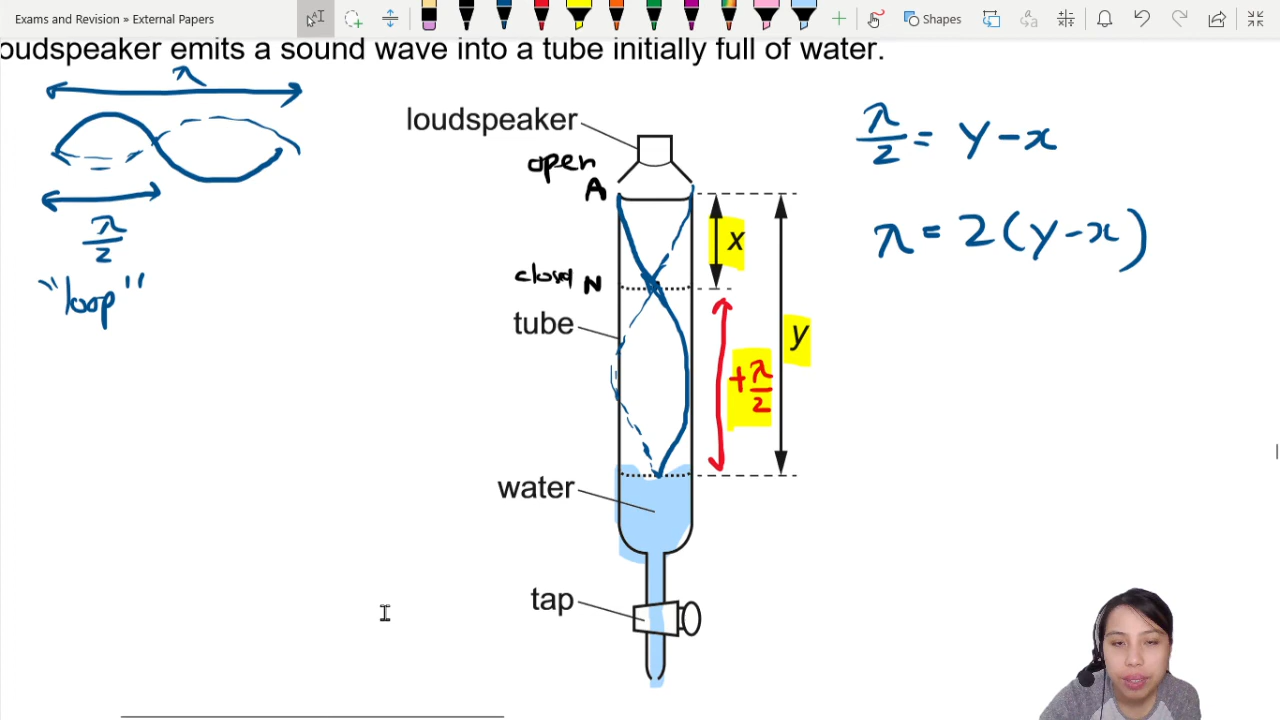 Exams and Revision » External Papers
Shapes
oudspeaker emits a sound wave into a tube initially full of water.
λ
λ/2
"loop"
loudspeaker
open
A
x
closed N
tube
y
+λ/2
water
tap
λ/2 = y-x
λ = 2(y-x)